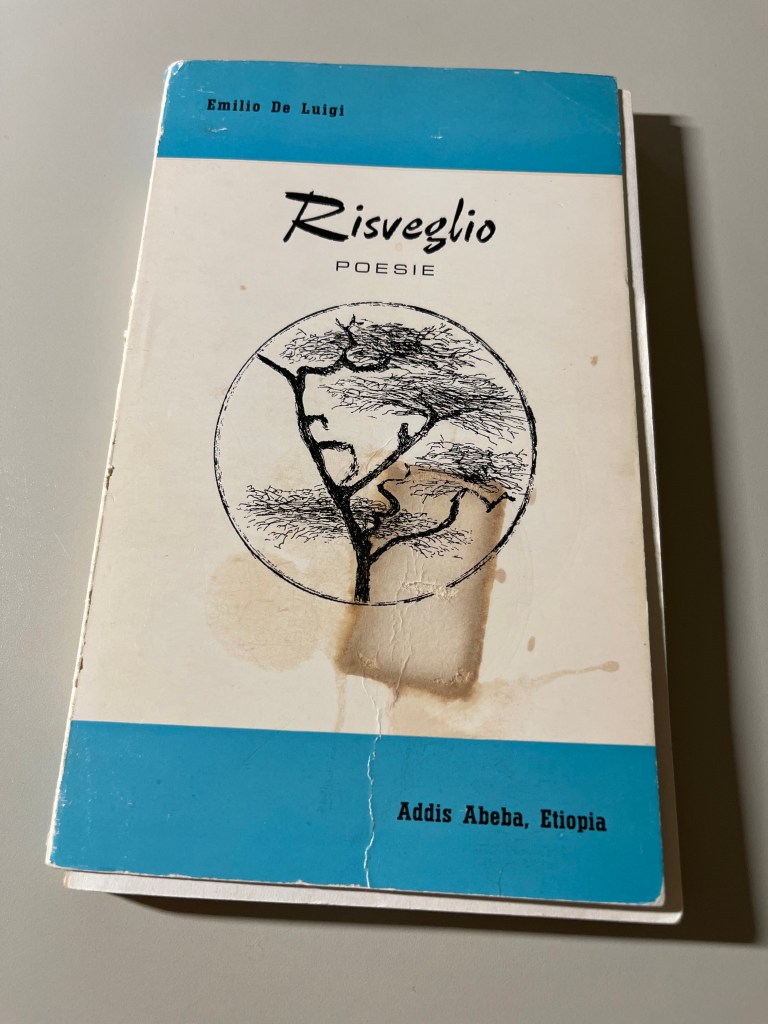 Emilio De Luigi
Risveglio
POESIE
Addis Abeba, Etiopia